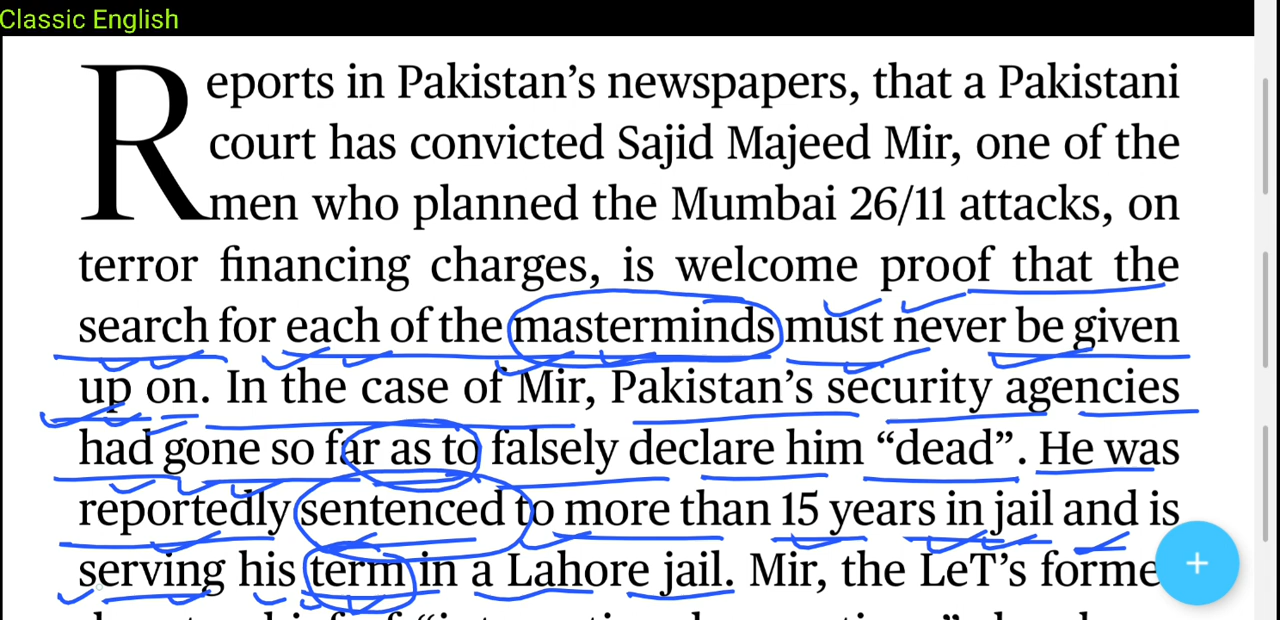 Classic English
Reports in Pakistan’s newspapers, that a Pakistani
court has convicted Sajid Majeed Mir, one of the
men who planned the Mumbai 26/11 attacks, on
terror financing charges, is welcome proof that the
search for each of the masterminds must never be given
up on. In the case of Mir, Pakistan’s security agencies
had gone so far as to falsely declare him “dead”. He was
reportedly sentenced to more than 15 years in jail and is
serving his term in a Lahore jail. Mir, the LeT’s forme